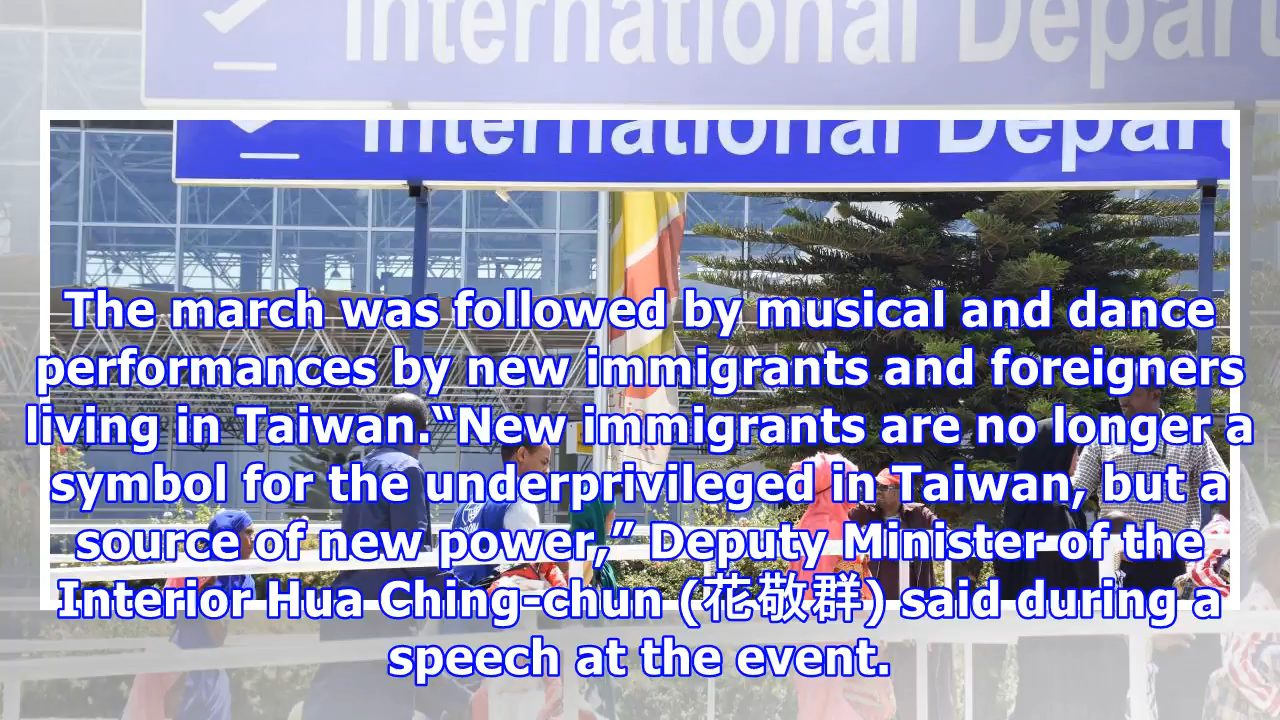 International Depart
International Depart
The march was followed by musical and dance
performances by new immigrants and foreigners
living in Taiwan.“New immigrants are no longer a
symbol for the underprivileged in Taiwan, but a
source of new power,” Deputy Minister of the
Interior Hua Ching-chun (花敬群) said during a
speech at the event.